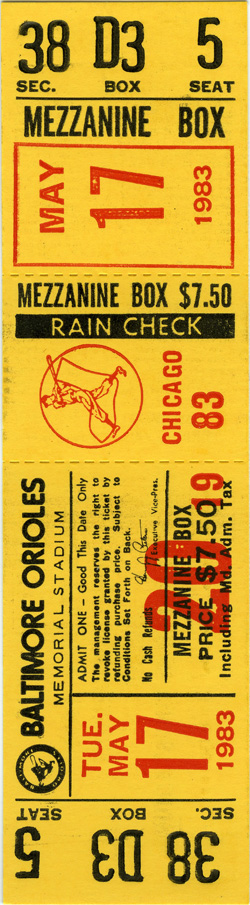 38 D3 5
SEC. BOX SEAT
MEZZANINE BOX
MAY
17
1983
MEZZANINE BOX $7.50
RAIN CHECK
CHICAGO
83
BALTIMORE ORIOLES
MEMORIAL STADIUM
ADMIT ONE - Good This Date Only
The management reserves the right to
revoke license granted by this ticket by
refunding purchase price. Subject to
Conditions Set Forth on Back.
No Cash Refunds
Executive Vice-Pres.
MEZZANINE BOX
PRICE $7.50
Including Md. Adm. Tax
TUE.
MAY
17
1983
SEC. BOX SEAT
38 D3 5